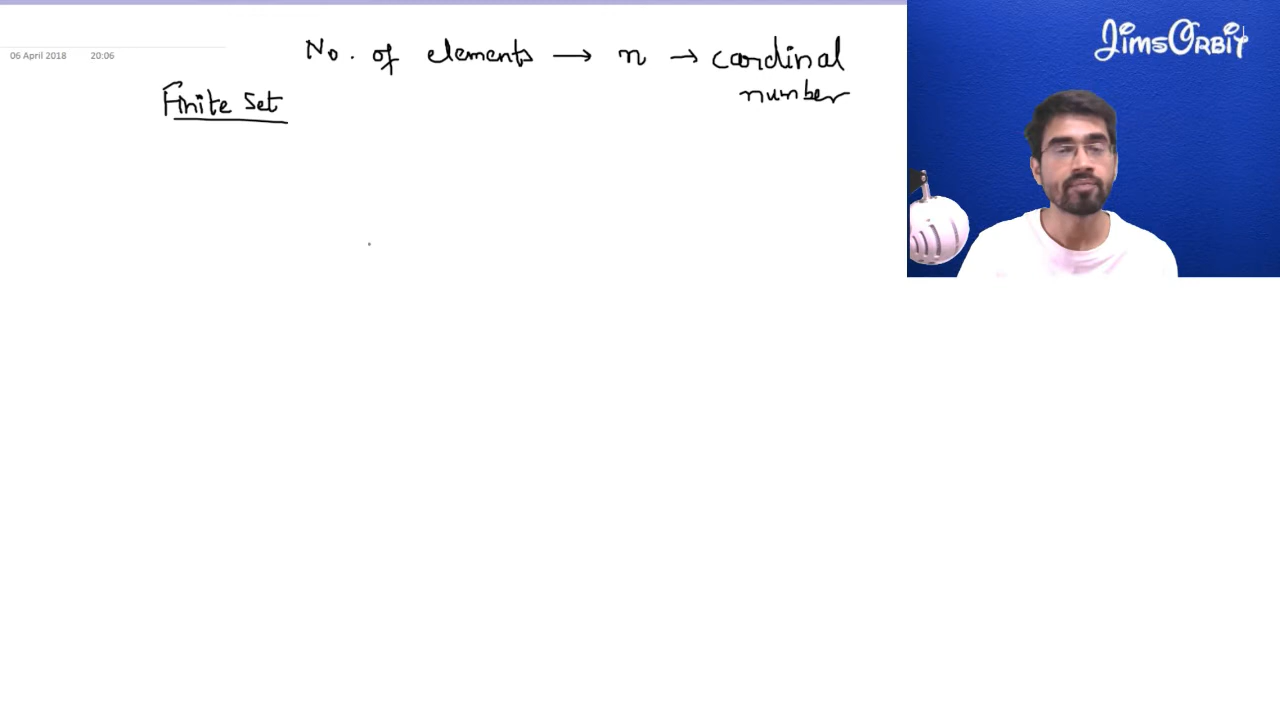 06 April 2018 20:06
No. of elements → n → cardinal
number
Finite Set
JimsOrbit